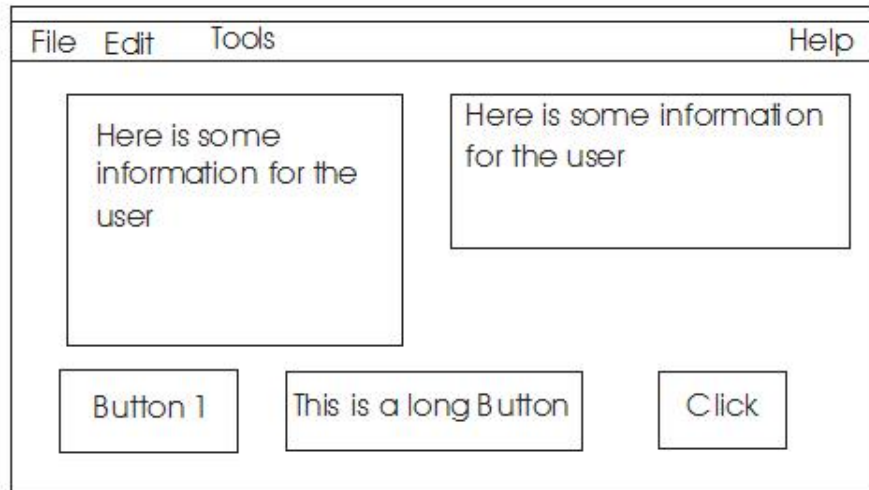 File Edit Tools Help
Here is some
information for the
user
Here is some information
for the user
Button 1 This is a long Button Click